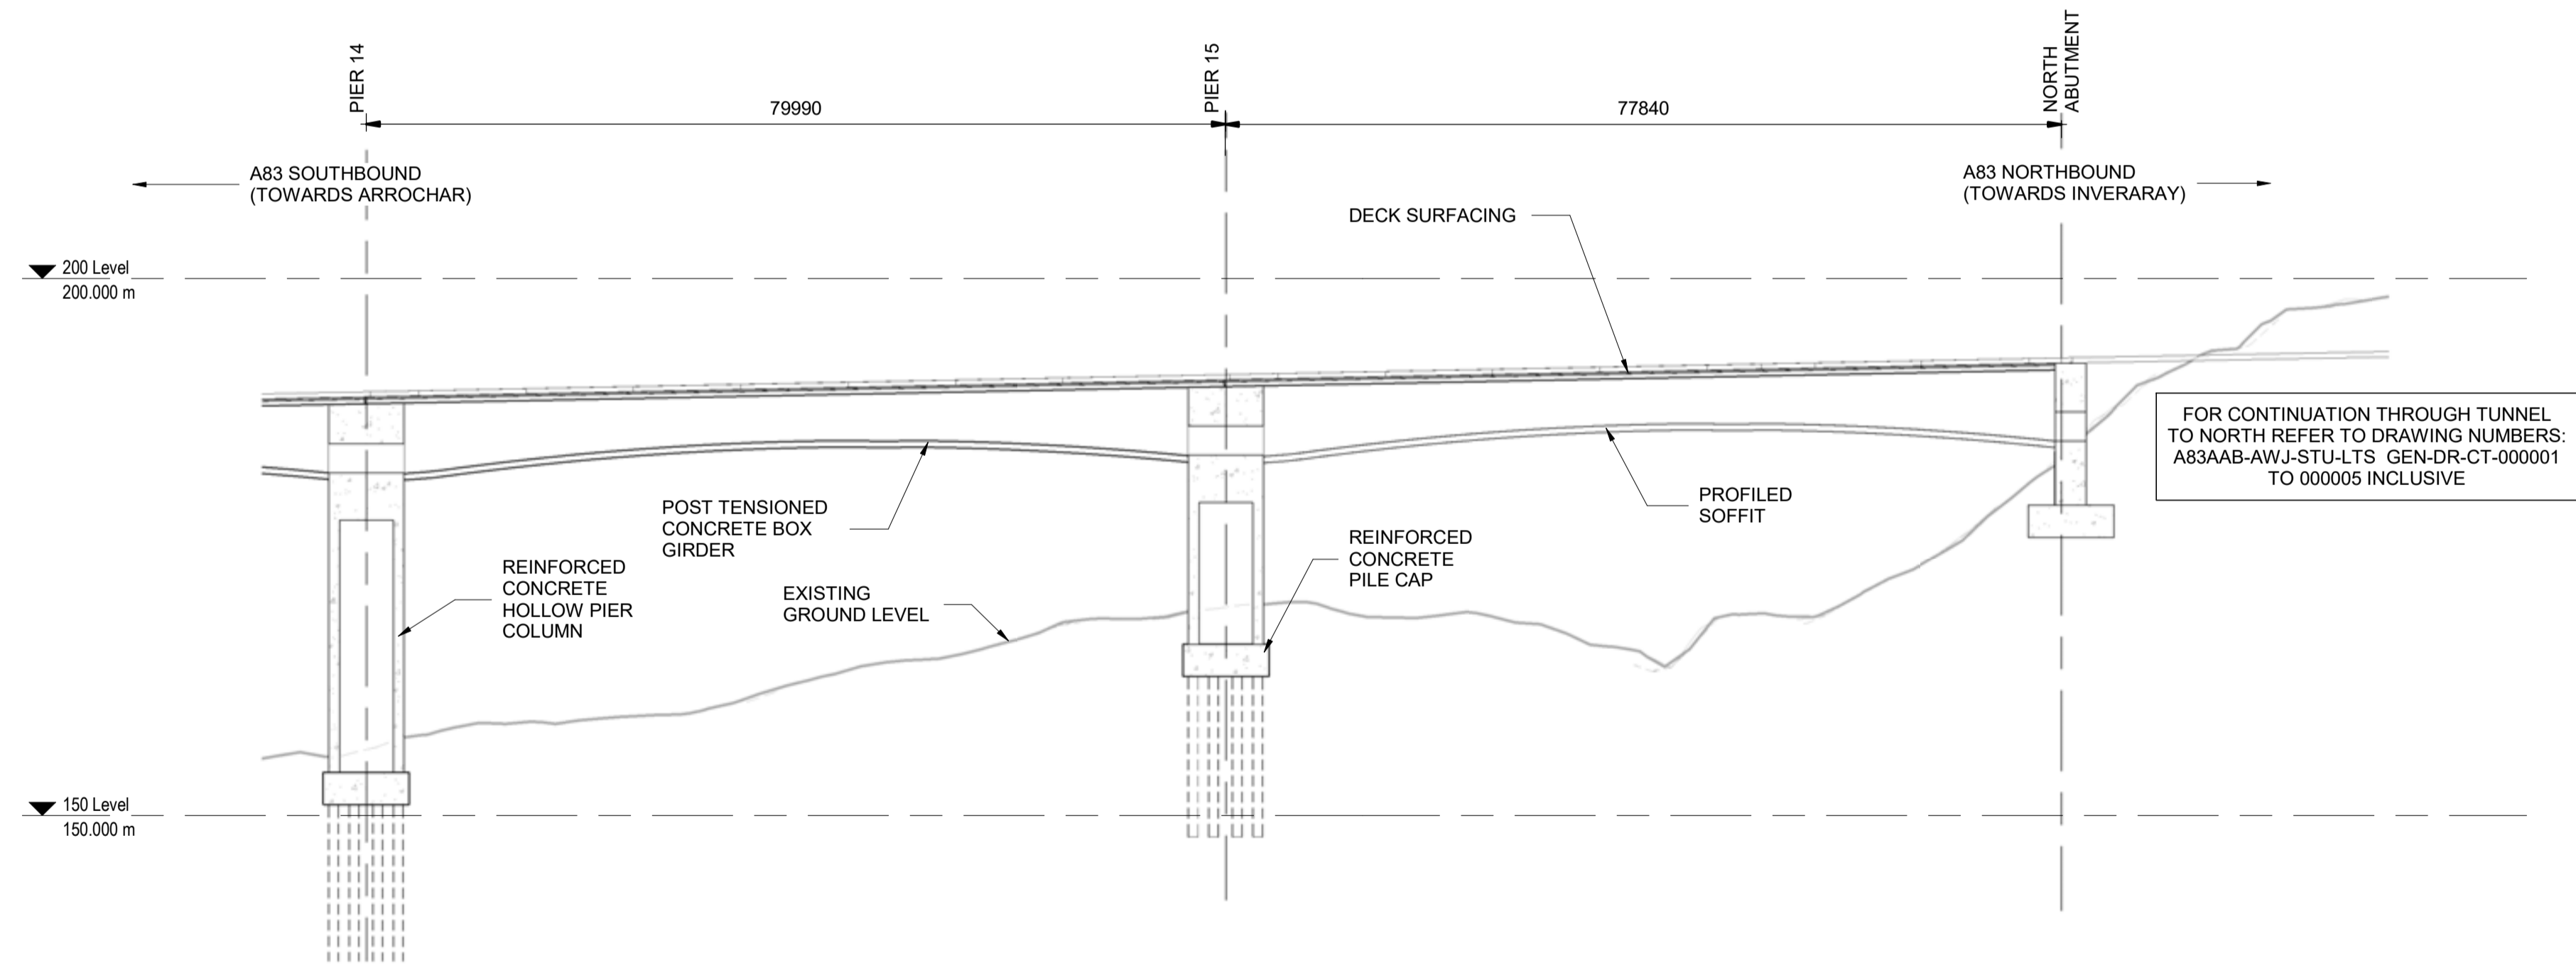 PIER 14
PIER 15
NORTH
ABUTMENT
79990
77840
A83 SOUTHBOUND
(TOWARDS ARROCHAR)
A83 NORTHBOUND
(TOWARDS INVERARAY)
DECK SURFACING
200 Level
200.000 m
FOR CONTINUATION THROUGH TUNNEL
TO NORTH REFER TO DRAWING NUMBERS:
A83AAB-AWJ-STU-LTS GEN-DR-CT-000001
TO 000005 INCLUSIVE
POST TENSIONED
CONCRETE BOX
GIRDER
PROFILED
SOFFIT
REINFORCED
CONCRETE
PILE CAP
REINFORCED
CONCRETE
HOLLOW PIER
COLUMN
EXISTING
GROUND LEVEL
150 Level
150.000 m